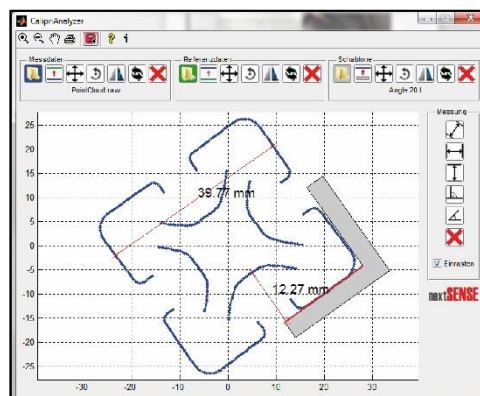 CalipriAnalyzer
Messdaten
PointCloud raw
Referenzdaten
Schablone
Angle 20 l
Messung
25
20
15
10
5
0
-5
-10
-15
-20
-25
39.77 mm
12.27 mm
Einrasten
nextSENSE
-30
-20
-10
0
10
20
30